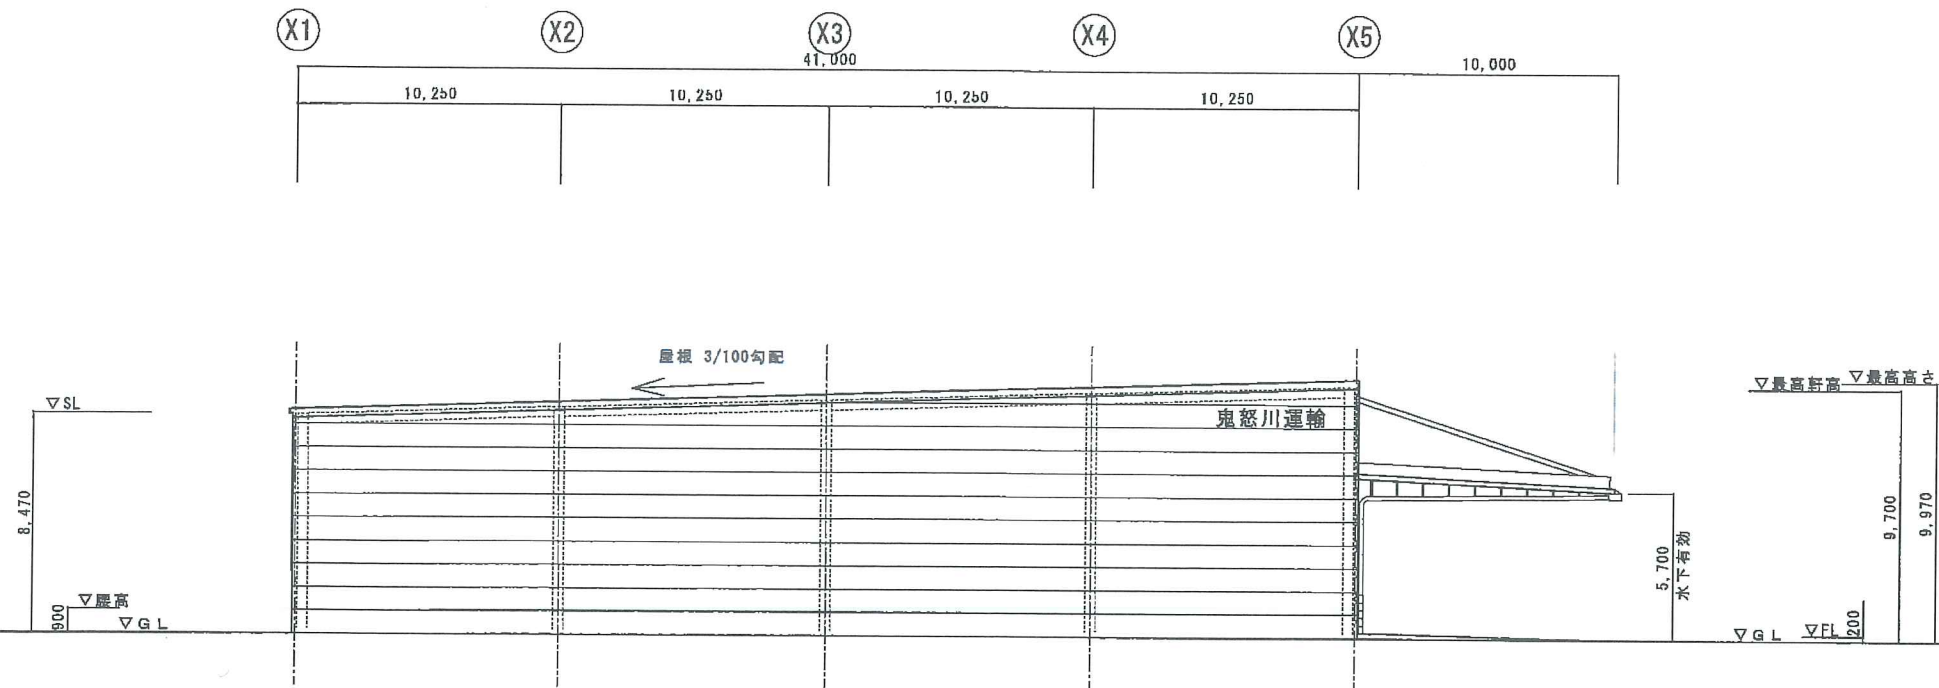 X1 X2 X3 X4 X5
41,000
10,000
10,250 10,250 10,250 10,250
屋根 3/100勾配
▽SL
▽最高軒高 ▽最高高さ
鬼怒川運輸
8,470
9,700
9,970
5,700
水下有効
900
▽腰高
▽GL
▽GL
▽FL
200